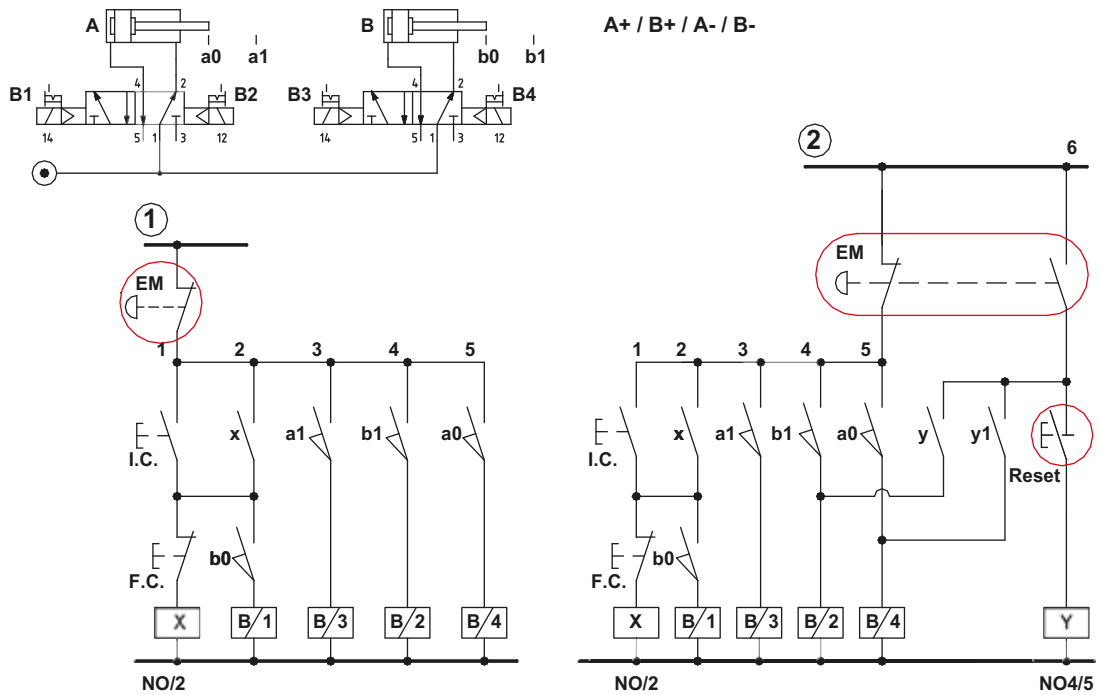 A+ / B+ / A- / B-
A
a0 a1
B
b0 b1
B1
4 2
B2
14 5 1 3 12
B3
4 2
B4
14 5 1 3 12
1
EM
1 2 3 4 5
I.C.
x
a1
b1
a0
F.C.
b0
X
B/1
B/3
B/2
B/4
NO/2
2
6
EM
1 2 3 4 5
I.C.
x
a1
b1
a0
y
y1
Reset
F.C.
b0
X
B/1
B/3
B/2
B/4
Y
NO/2
NO4/5